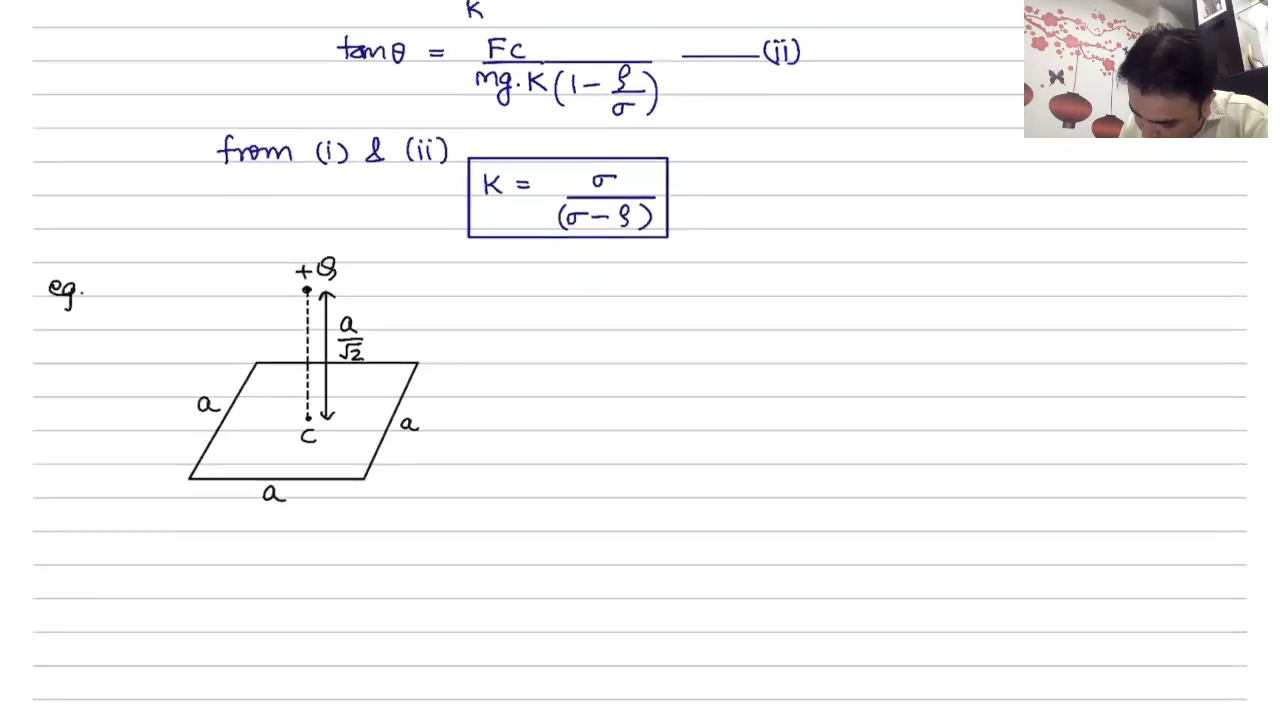 K
tanθ = Fc / mg.K(1 - ρ/σ) ——(ii)
from (i) & (ii)
K = σ / (σ - ρ)
eg.
+Q
a/√2
a
a
C
a